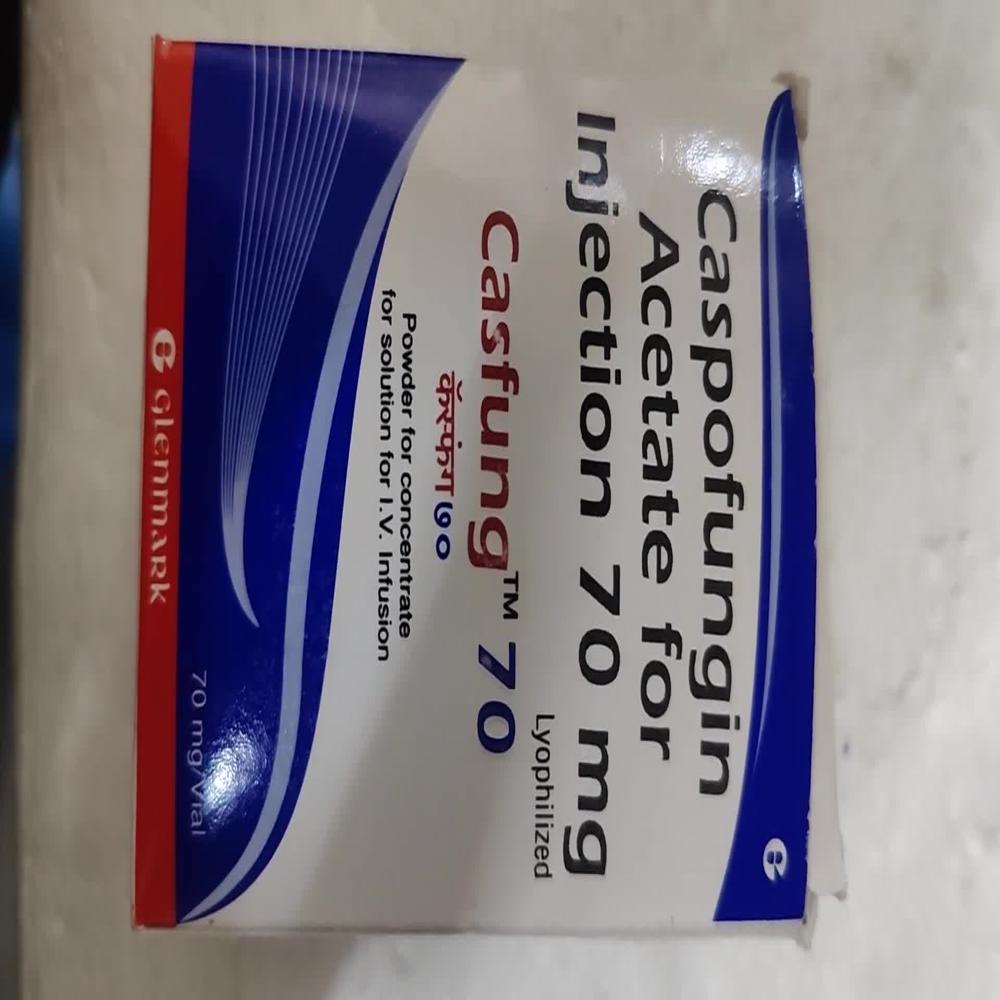 Caspofungin
Acetate for
Injection 70 mg
Lyophilized
Casfung™ 70
कॅस्फंग ७०
Powder for concentrate
for solution for I.V. Infusion
70 mg/Vial
glenmark